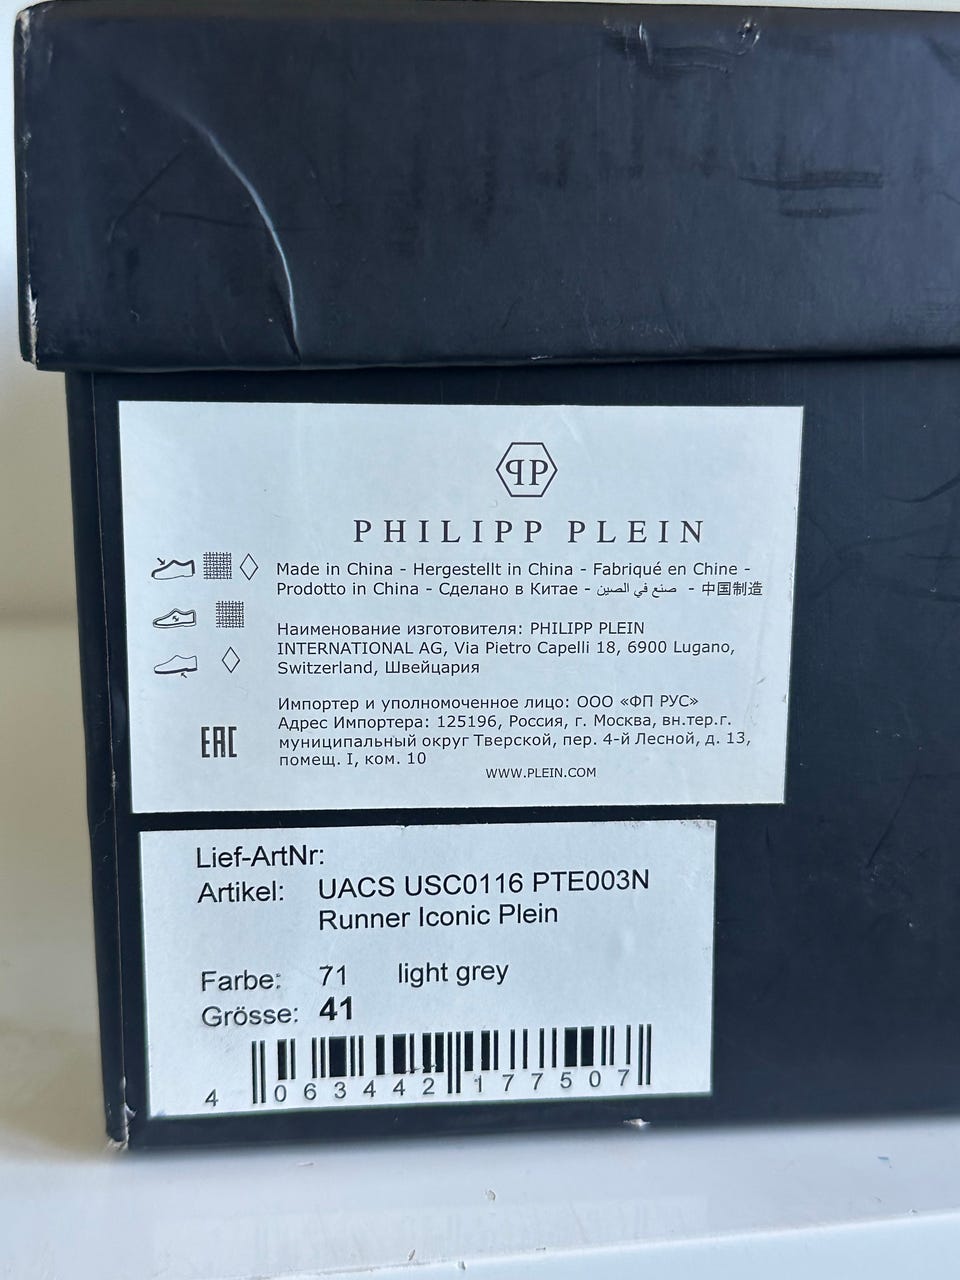 PP
PHILIPP PLEIN
Made in China - Hergestellt in China - Fabriqué en Chine -
Prodotto in China - Сделано в Китае - صنع في الصين - 中国制造
Наименование изготовителя: PHILIPP PLEIN
INTERNATIONAL AG, Via Pietro Capelli 18, 6900 Lugano,
Switzerland, Швейцария
Импортер и уполномоченное лицо: ООО «ФП РУС»
Адрес Импортера: 125196, Россия, г. Москва, вн.тер.г.
муниципальный округ Тверской, пер. 4-й Лесной, д. 13,
помещ. I, ком. 10
EAC
WWW.PLEIN.COM
Lief-ArtNr:
Artikel: UACS USC0116 PTE003N
Runner Iconic Plein
Farbe: 71 light grey
Grösse: 41
4 063442 177507